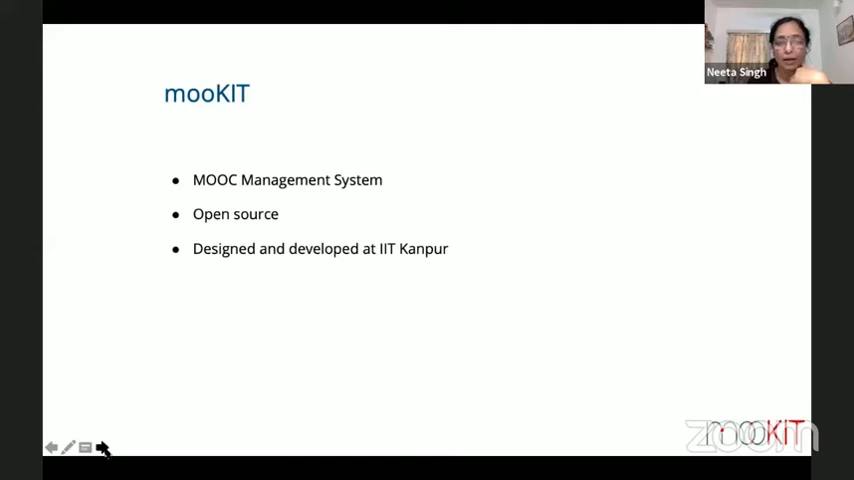 Neeta Singh
mooKIT
● MOOC Management System
● Open source
● Designed and developed at IIT Kanpur
mooKIT
zoom